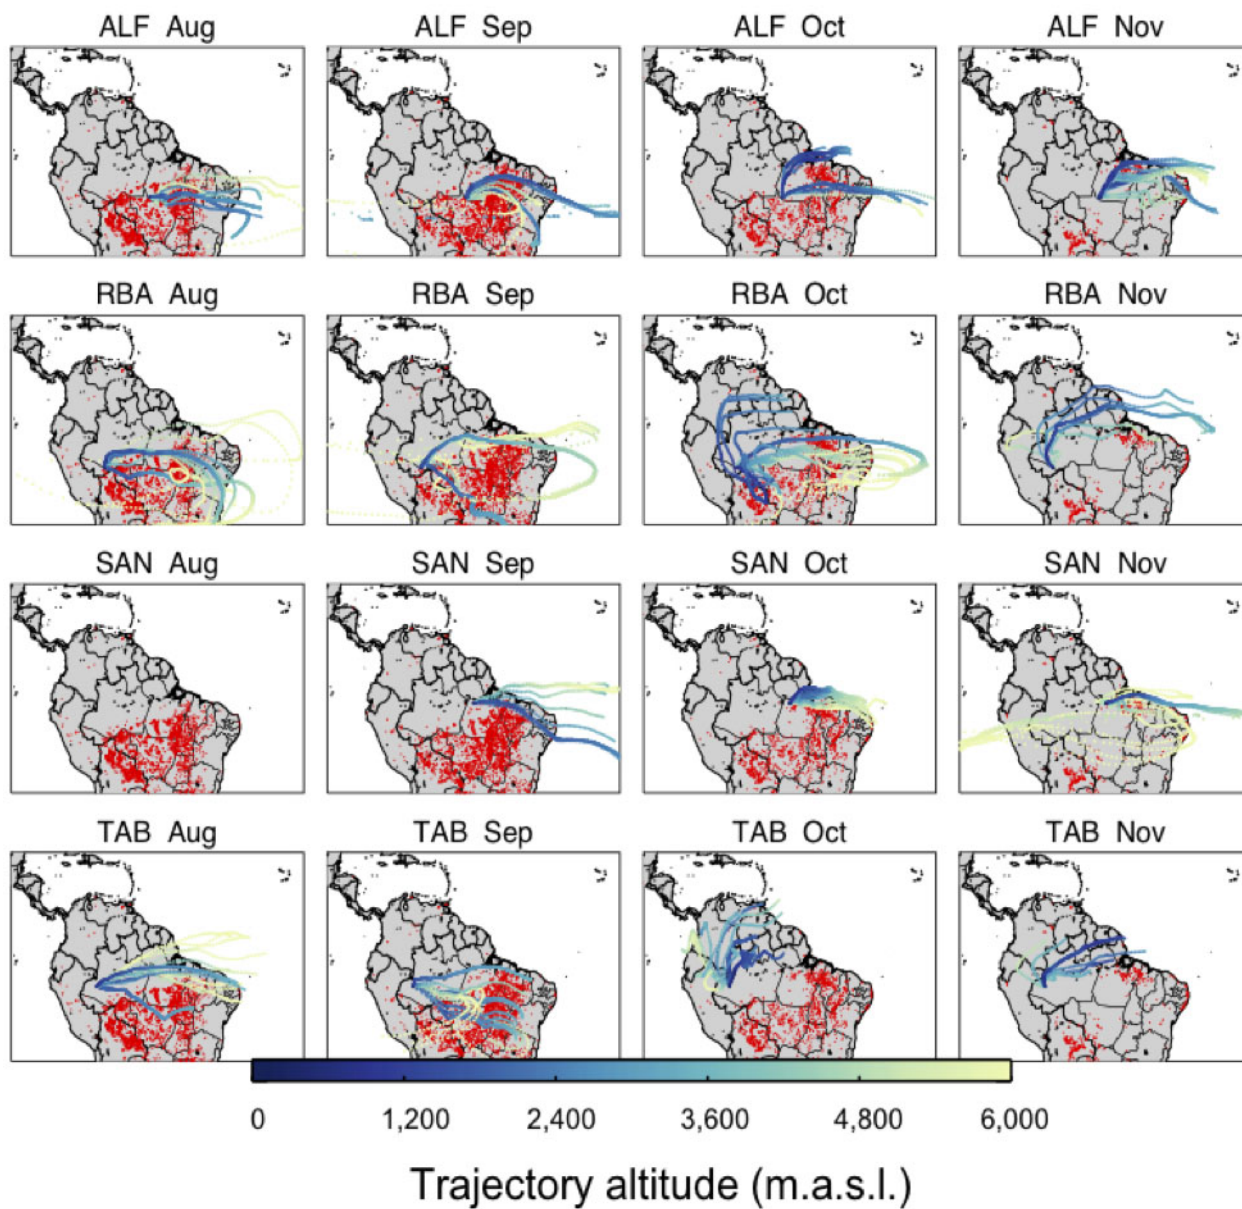 ALF Aug ALF Sep ALF Oct ALF Nov
RBA Aug RBA Sep RBA Oct RBA Nov
SAN Aug SAN Sep SAN Oct SAN Nov
TAB Aug TAB Sep TAB Oct TAB Nov
0 1,200 2,400 3,600 4,800 6,000
Trajectory altitude (m.a.s.l.)